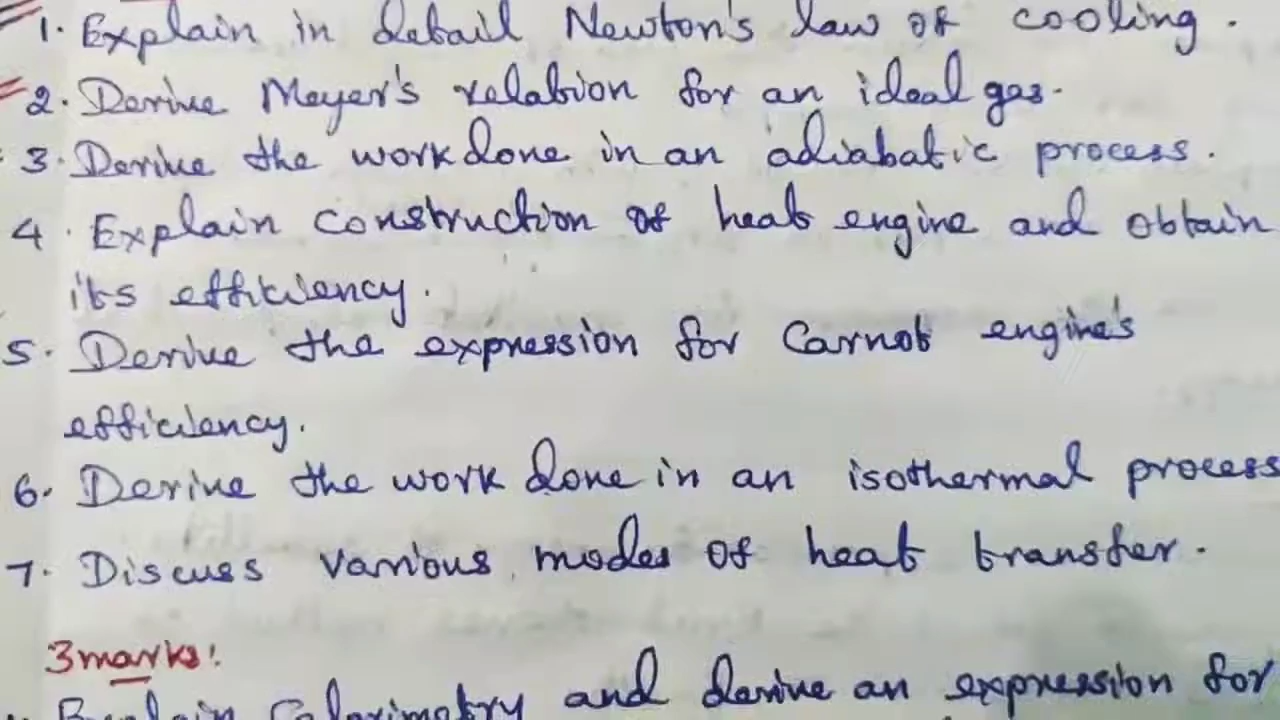 1. Explain in detail Newton's law of cooling.
2. Derive Meyer's relation for an ideal gas.
3. Derive the work done in an adiabatic process.
4. Explain construction of heat engine and obtain
its efficiency.
5. Derive the expression for Carnot engine's
efficiency.
6. Derive the work done in an isothermal process
7. Discuss various modes of heat transfer.
3marks:
Explain Calorimetry and derive an expression for